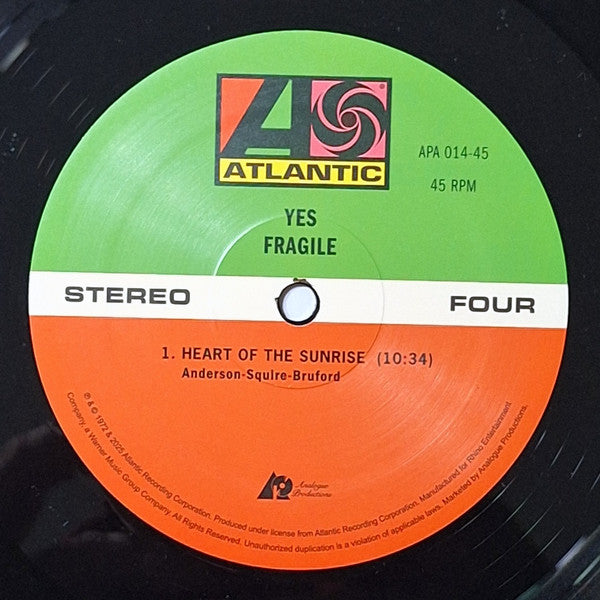 ATLANTIC
APA 014-45
45 RPM
YES
FRAGILE
STEREO
FOUR
1. HEART OF THE SUNRISE (10:34)
Anderson-Squire-Bruford
Analogue
Productions
℗ & © 1972 & 2025 Atlantic Recording Corporation. Produced under license from Atlantic Recording Corporation. Manufactured for Rhino Entertainment
Company, a Warner Music Group Company. All Rights Reserved. Unauthorized duplication is a violation of applicable laws. Marketed by Analogue Productions.